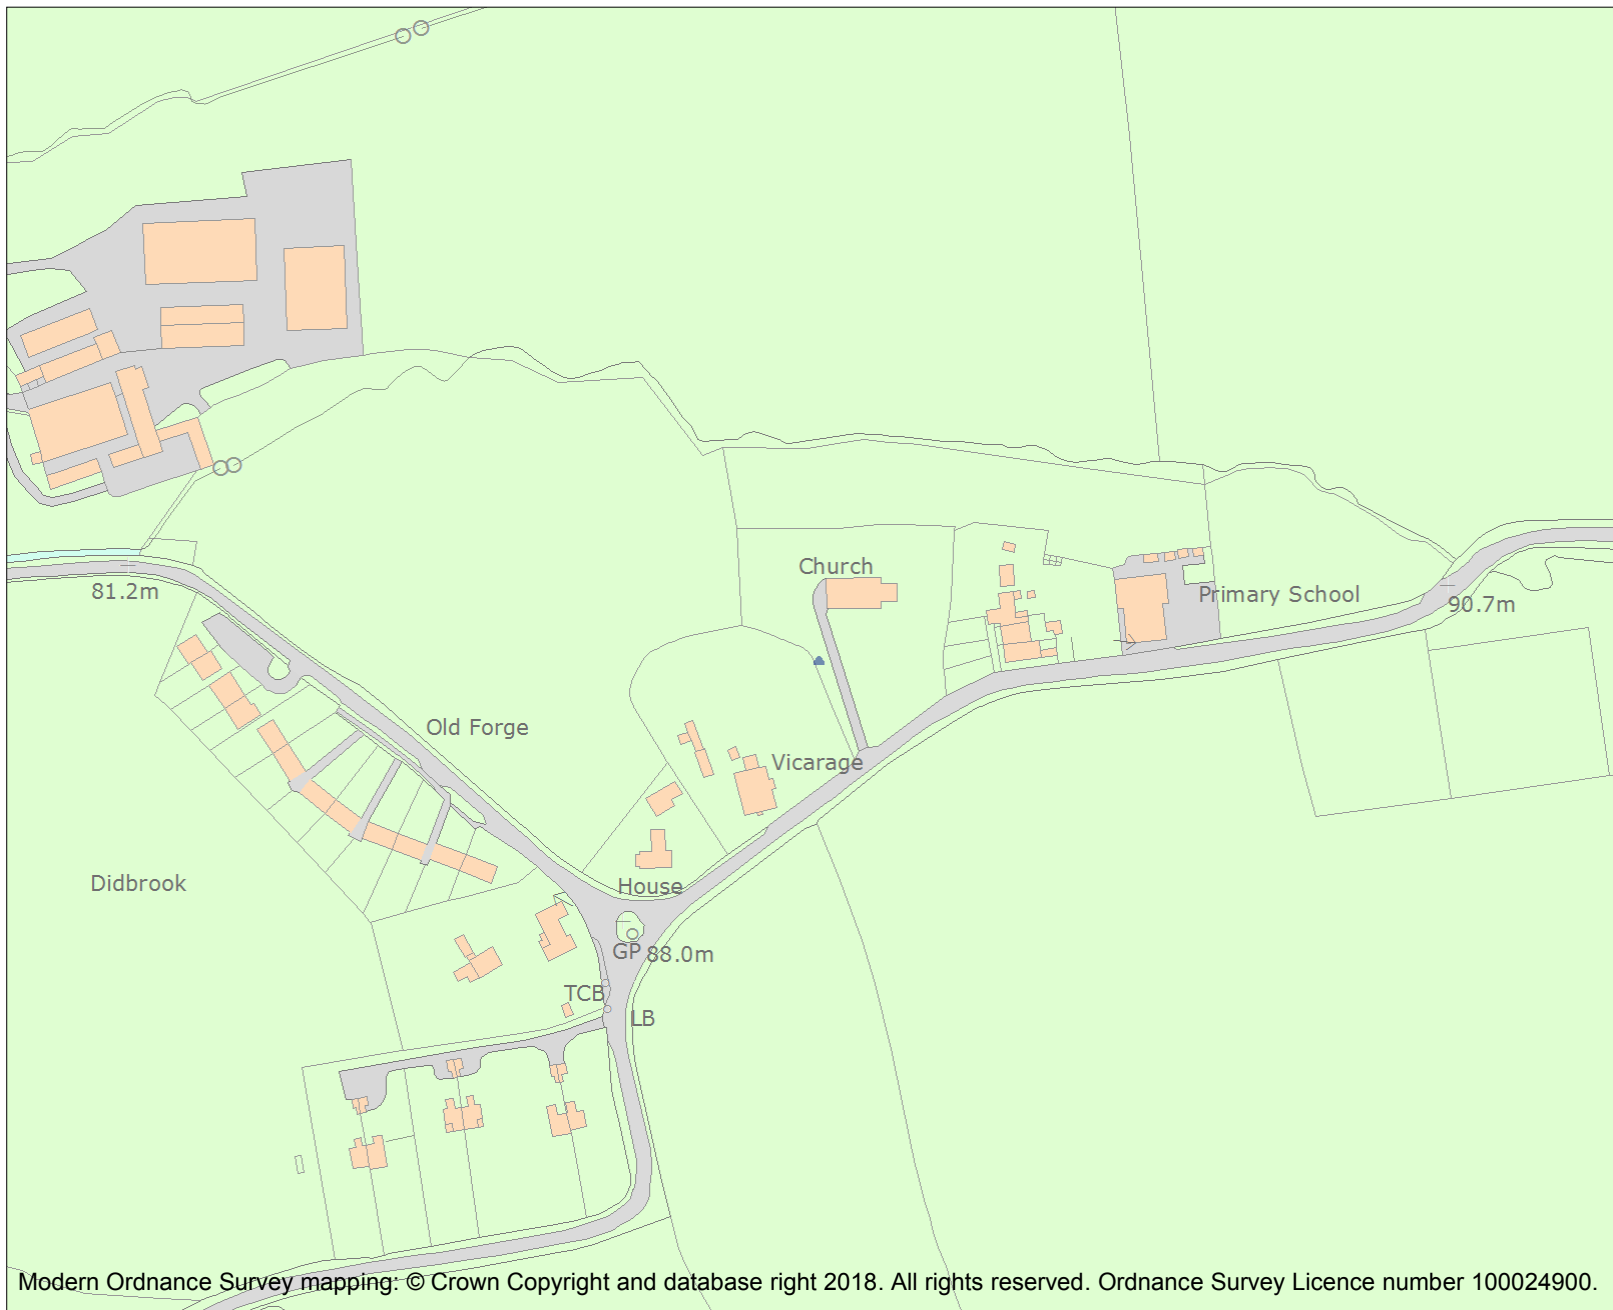 Church
81.2m
Primary School
90.7m
Old Forge
Vicarage
Didbrook
House
GP 88.0m
TCB
LB
Modern Ordnance Survey mapping: © Crown Copyright and database right 2018. All rights reserved. Ordnance Survey Licence number 100024900.